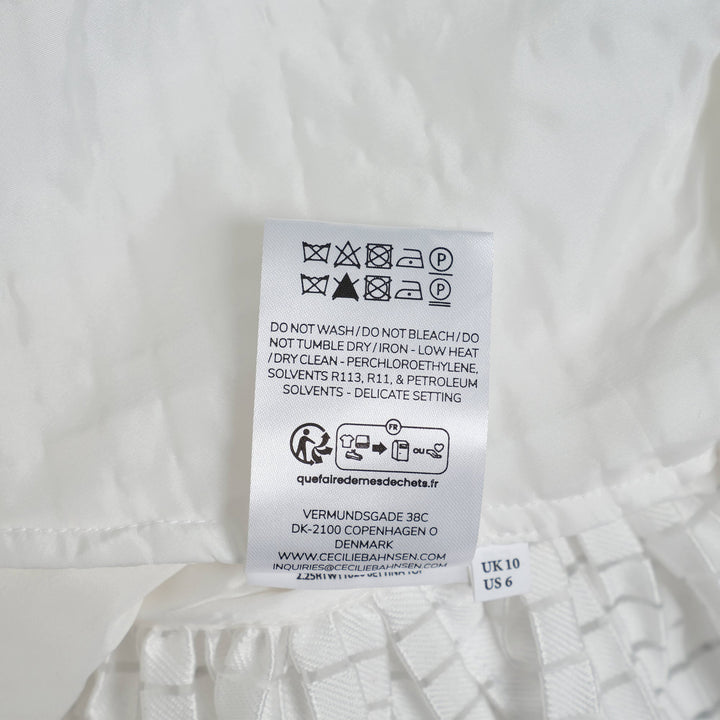 P
P
DO NOT WASH / DO NOT BLEACH / DO
NOT TUMBLE DRY / IRON - LOW HEAT
/ DRY CLEAN - PERCHLOROETHYLENE,
SOLVENTS R113, R11, & PETROLEUM
SOLVENTS - DELICATE SETTING
FR
OU
quefairedemesdechets.fr
VERMUNDSGADE 38C
DK-2100 COPENHAGEN O
DENMARK
WWW.CECILIEBAHNSEN.COM
INQUIRIES@CECILIEBAHNSEN.COM
UK 10
US 6